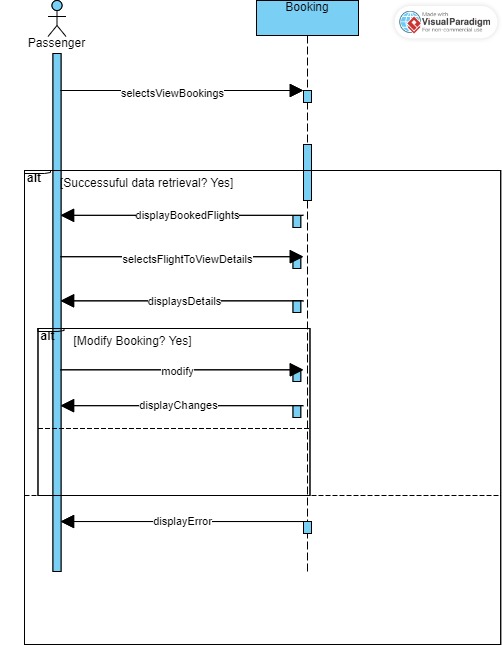 Booking
Made with
Visual Paradigm
For non-commercial use
Passenger
selectsViewBookings
alt
[Successuful data retrieval? Yes]
displayBookedFlights
selectsFlightToViewDetails
displaysDetails
alt
[Modify Booking? Yes]
modify
displayChanges
displayError